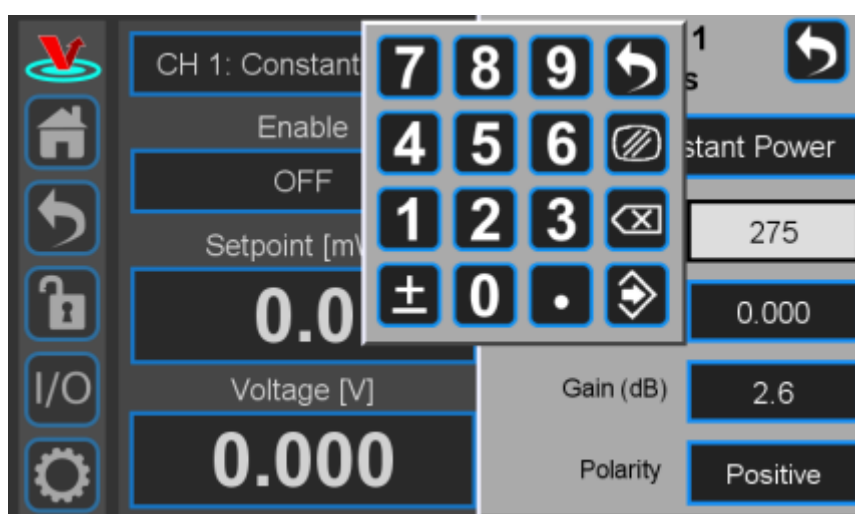 CH 1: Constant
Enable
OFF
Setpoint [m
0.0
Voltage [V]
0.000
I/O
7 8 9
4 5 6
1 2 3
± 0 .
1
s
stant Power
275
0.000
Gain (dB) 2.6
Polarity Positive